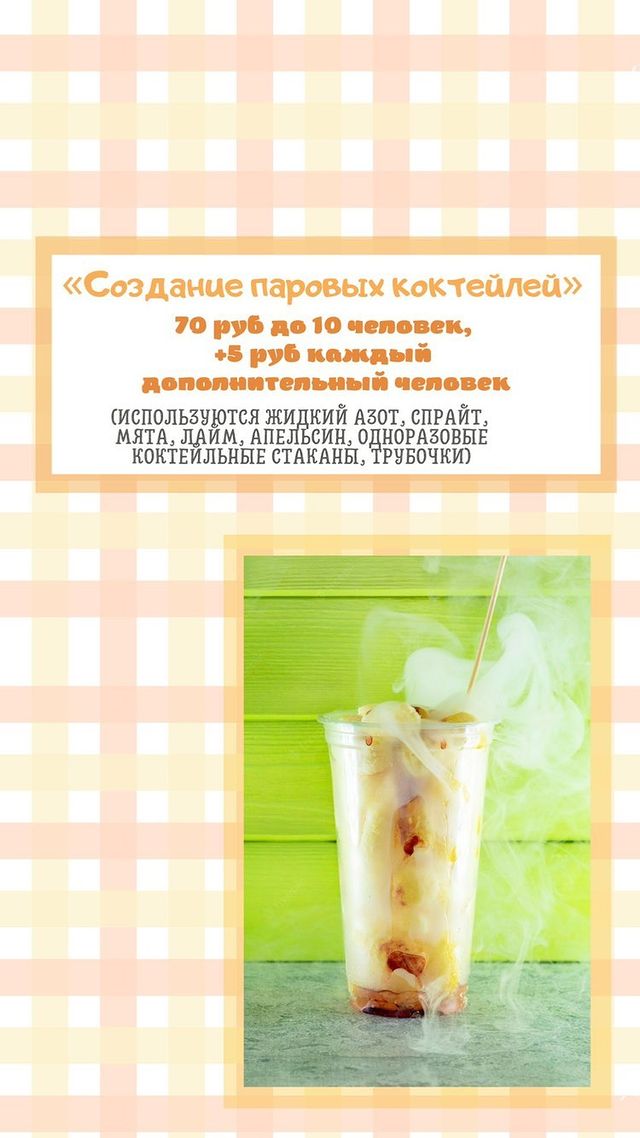 «Создание паровых коктейлей»
70 руб до 10 человек,
+5 руб каждый
дополнительный человек
(ИСПОЛЬЗУЮТСЯ ЖИДКИЙ АЗОТ, СПРАЙТ,
МЯТА, ЛАЙМ, АПЕЛЬСИН, ОДНОРАЗОВЫЕ
КОКТЕЙЛЬНЫЕ СТАКАНЫ, ТРУБОЧКИ)